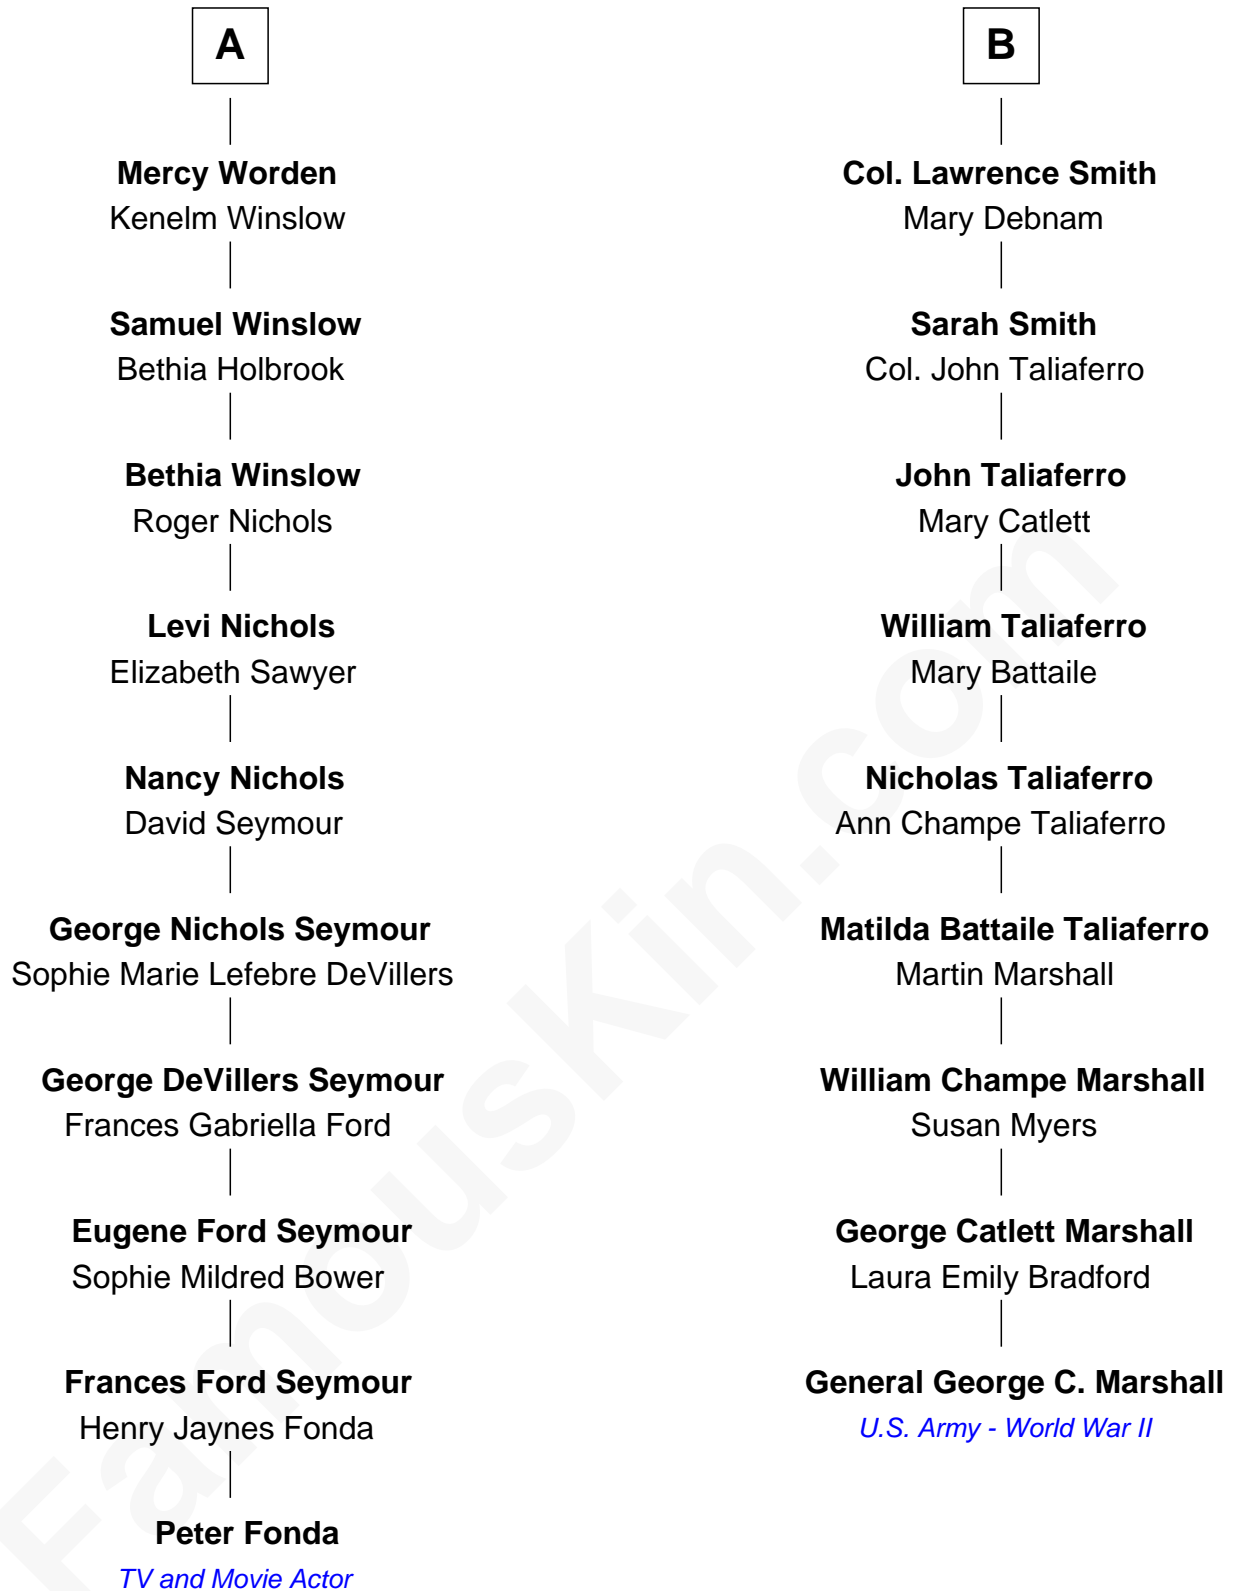 A
Mercy Worden
Kenelm Winslow
Samuel Winslow
Bethia Holbrook
Bethia Winslow
Roger Nichols
Levi Nichols
Elizabeth Sawyer
Nancy Nichols
David Seymour
George Nichols Seymour
Sophie Marie Lefebre DeVillers
George DeVillers Seymour
Frances Gabriella Ford
Eugene Ford Seymour
Sophie Mildred Bower
Frances Ford Seymour
Henry Jaynes Fonda
Peter Fonda
TV and Movie Actor
B
Col. Lawrence Smith
Mary Debnam
Sarah Smith
Col. John Taliaferro
John Taliaferro
Mary Catlett
William Taliaferro
Mary Battaile
Nicholas Taliaferro
Ann Champe Taliaferro
Matilda Battaile Taliaferro
Martin Marshall
William Champe Marshall
Susan Myers
George Catlett Marshall
Laura Emily Bradford
General George C. Marshall
U.S. Army - World War II
FamousKin.com